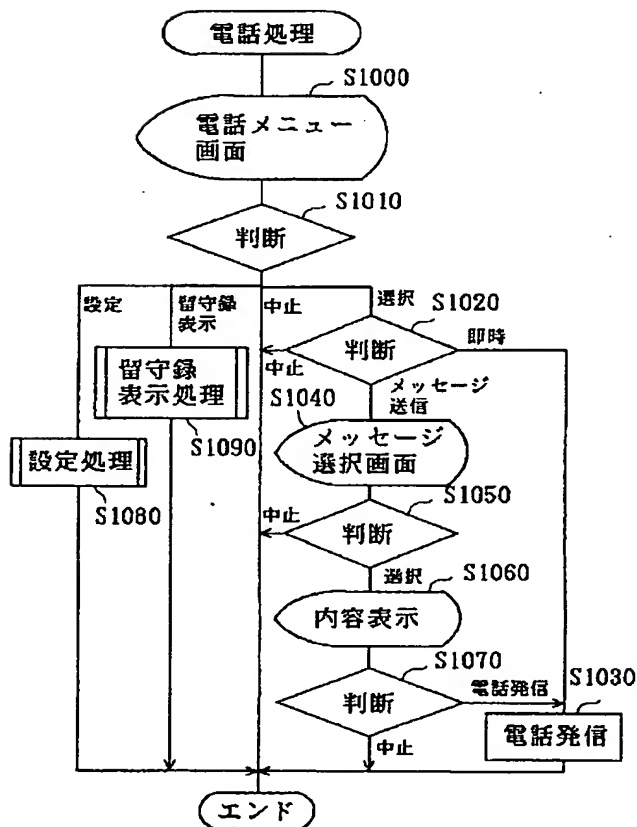 電話処理
S1000
電話メニュー
画面
S1010
判断
設定
留守録
表示
中止
選択
S1020
判断
即時
中止
メッセージ
送信
留守録
表示処理
S1090
S1040
メッセージ
選択画面
設定処理
S1080
S1050
中止
判断
選択
S1060
内容表示
S1070
判断
電話発信
S1030
電話発信
中止
エンド